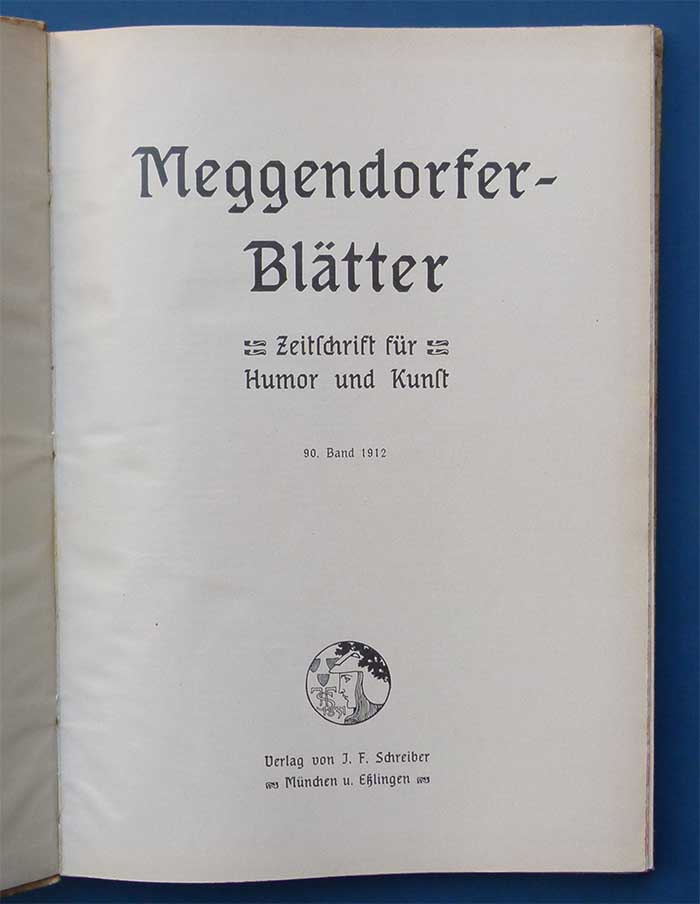 Meggendorfer-
Blätter
Zeitſchrift für
Humor und Kunſt
90. Band 1912
Verlag von J. F. Schreiber
München u. Eßlingen